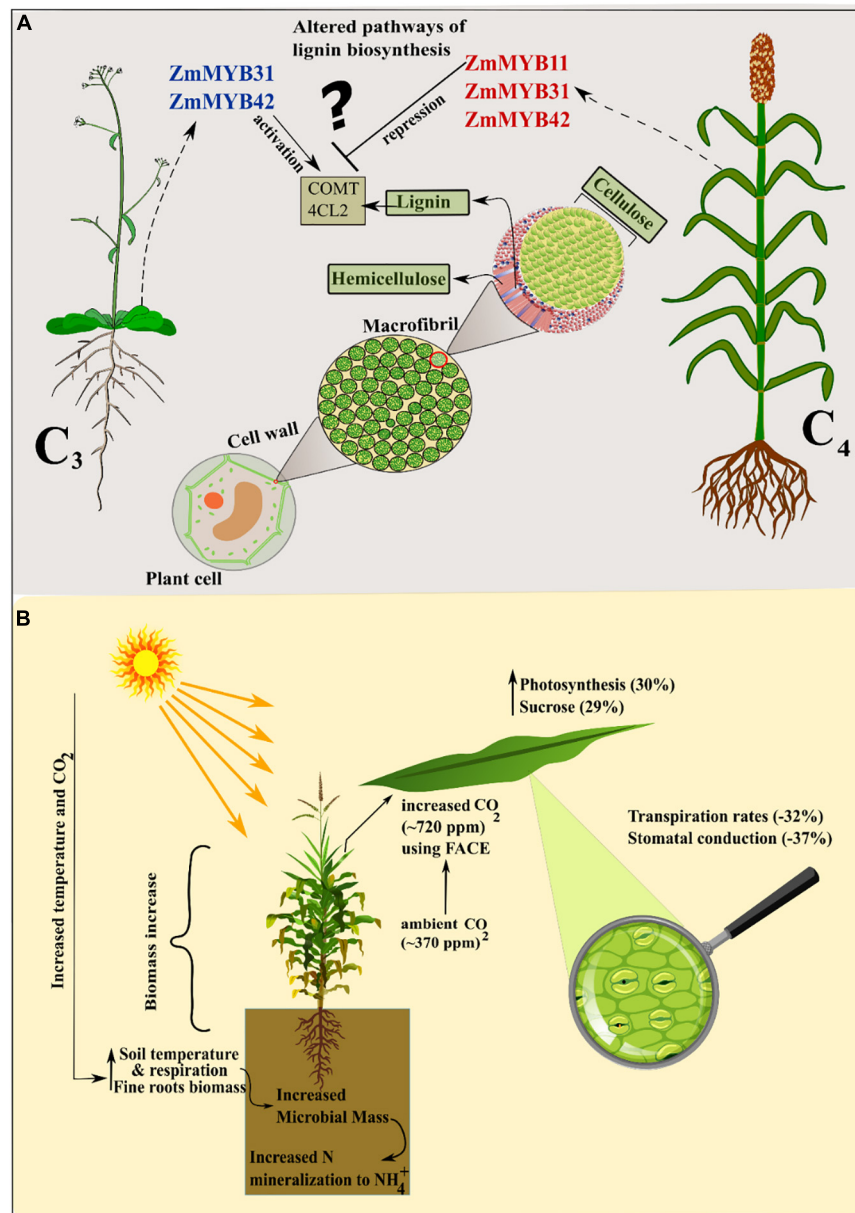 A
Altered pathways of
lignin biosynthesis
ZmMYB31
ZmMYB42
activation
?
repression
ZmMYB11
ZmMYB31
ZmMYB42
COMT
4CL2
Lignin
Cellulose
Hemicellulose
Macrofibril
Cell wall
Plant cell
C3
C4
B
Increased temperature and CO2
Photosynthesis (30%)
Sucrose (29%)
increased CO2
(~720 ppm)
using FACE
ambient CO2
(~370 ppm)
Transpiration rates (-32%)
Stomatal conduction (-37%)
Biomass increase
Soil temperature
& respiration
Fine roots biomass
Increased
Microbial Mass
Increased N
mineralization to NH4+